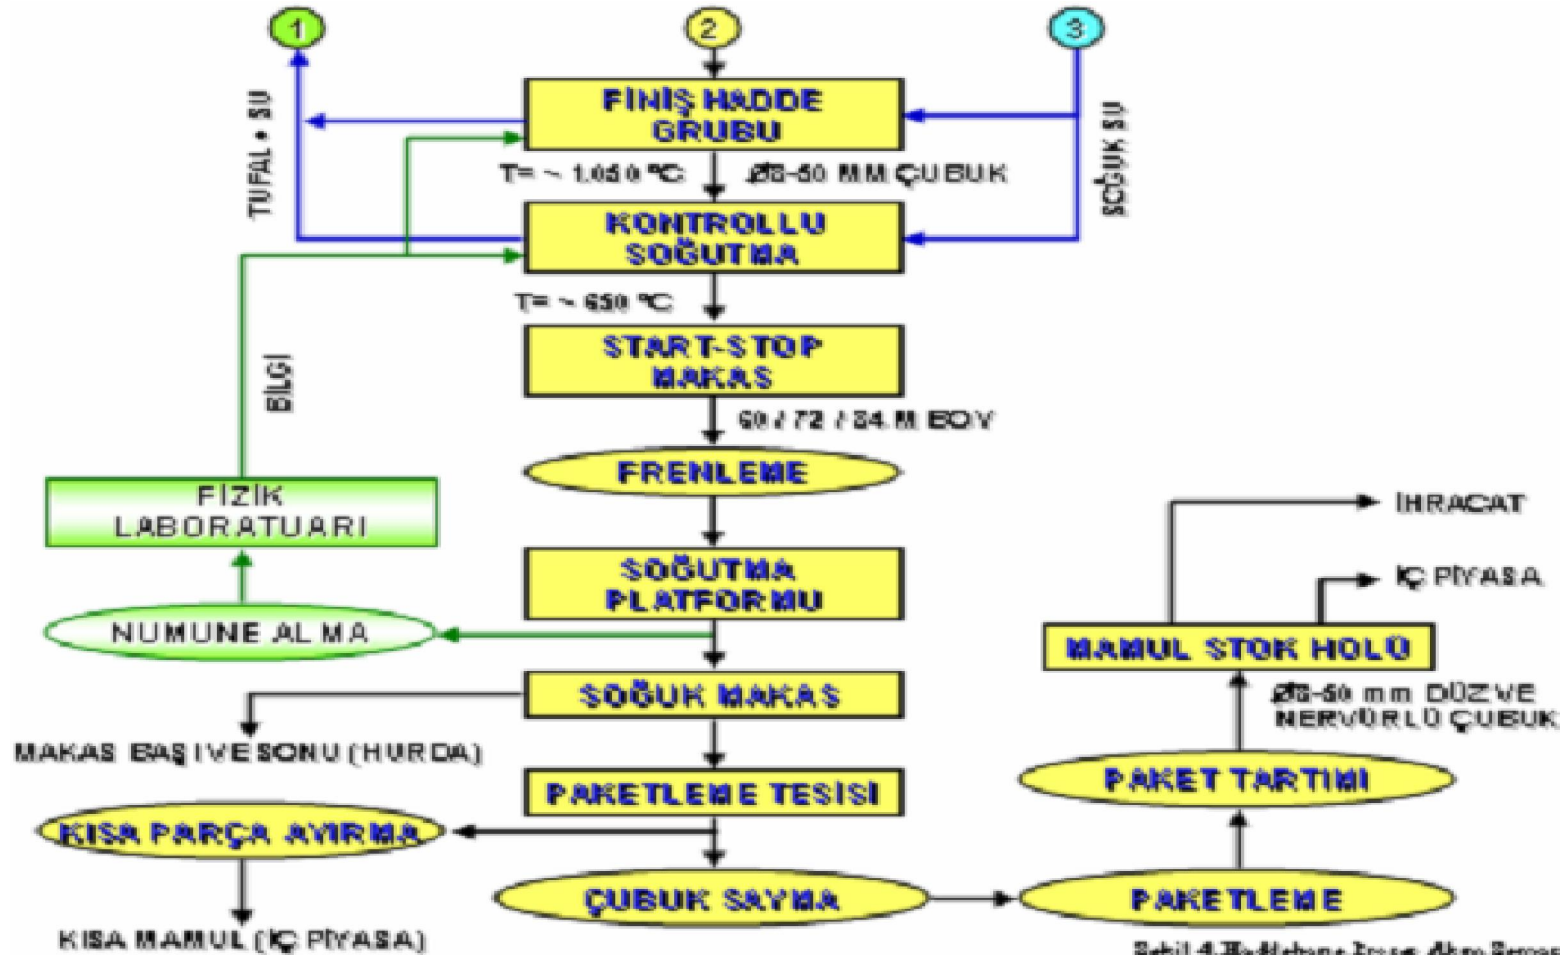 1
2
3
FİNİŞ HADDE
GRUBU
TUFAL • SU
SOĞUK SU
T= ~ 1.050 °C
Ø8-50 MM ÇUBUK
KONTROLLU
SOĞUTMA
T= ~ 650 °C
START-STOP
MAKAS
BİLGİ
60 / 72 / 84 M BOY
FRENLEME
FİZİK
LABORATUARI
İHRACAT
SOĞUTMA
PLATFORMU
İÇ PİYASA
NUMUNE ALMA
MAMUL STOK HOLÜ
SOĞUK MAKAS
Ø8-50 mm DÜZ VE
NERVÜRLÜ ÇUBUK
MAKAS BAŞI VE SONU (HURDA)
PAKETLEME TESİSİ
PAKET TARTIMI
KISA PARÇA AYIRMA
ÇUBUK SAYMA
PAKETLEME
KISA MAMUL (İÇ PİYASA)
Şekil 4. Haddehane